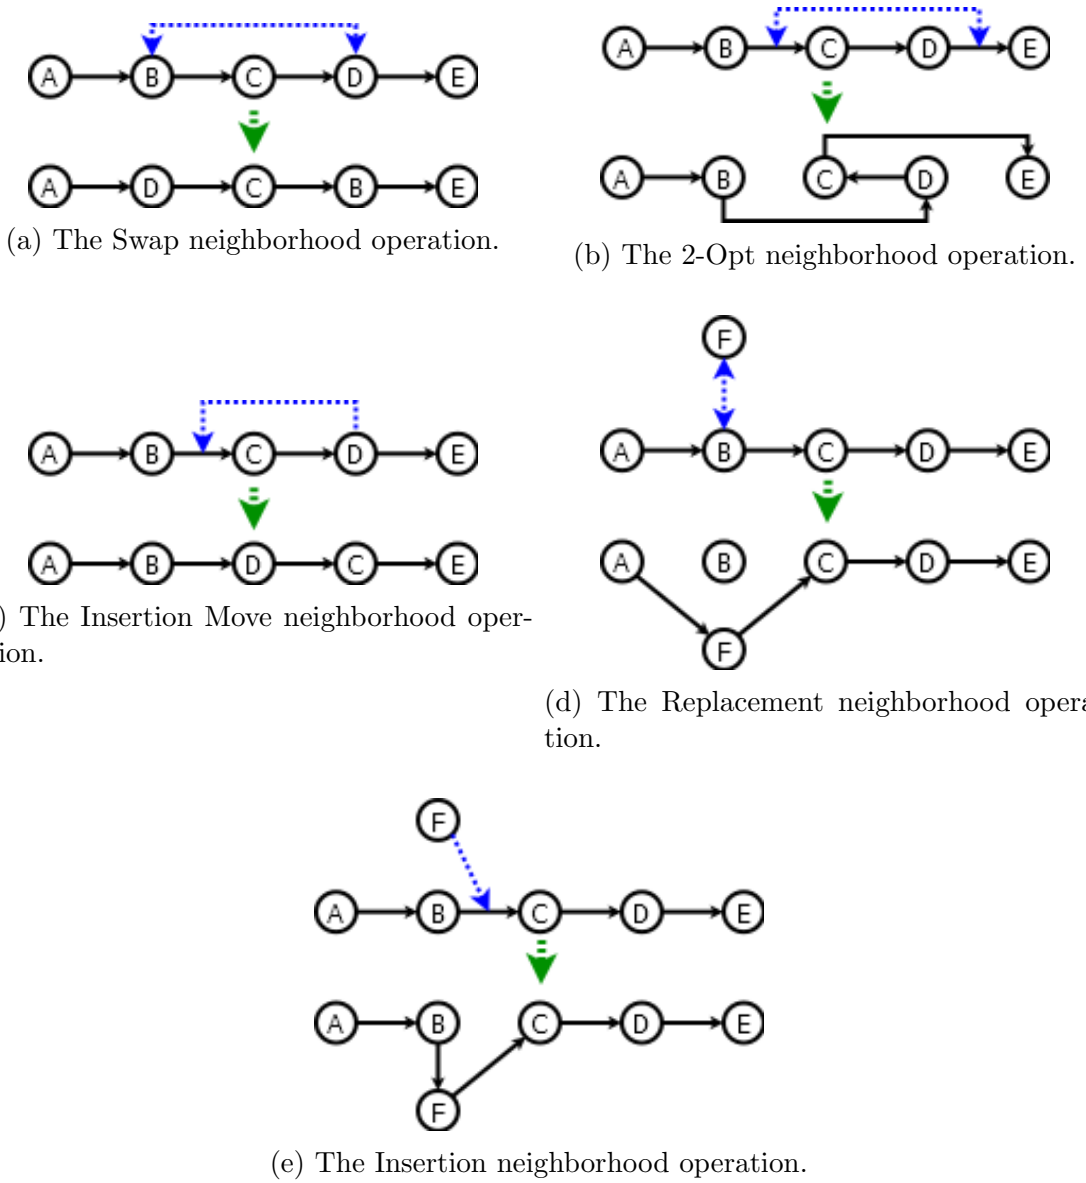 A B C D E
A D C B E
(a) The Swap neighborhood operation.
A B C D E
A B C D E
(b) The 2-Opt neighborhood operation.
A B C D E
A B D C E
) The Insertion Move neighborhood oper-
ion.
F
A B C D E
A B C D E
F
(d) The Replacement neighborhood opera
tion.
F
A B C D E
A B C D E
F
(e) The Insertion neighborhood operation.